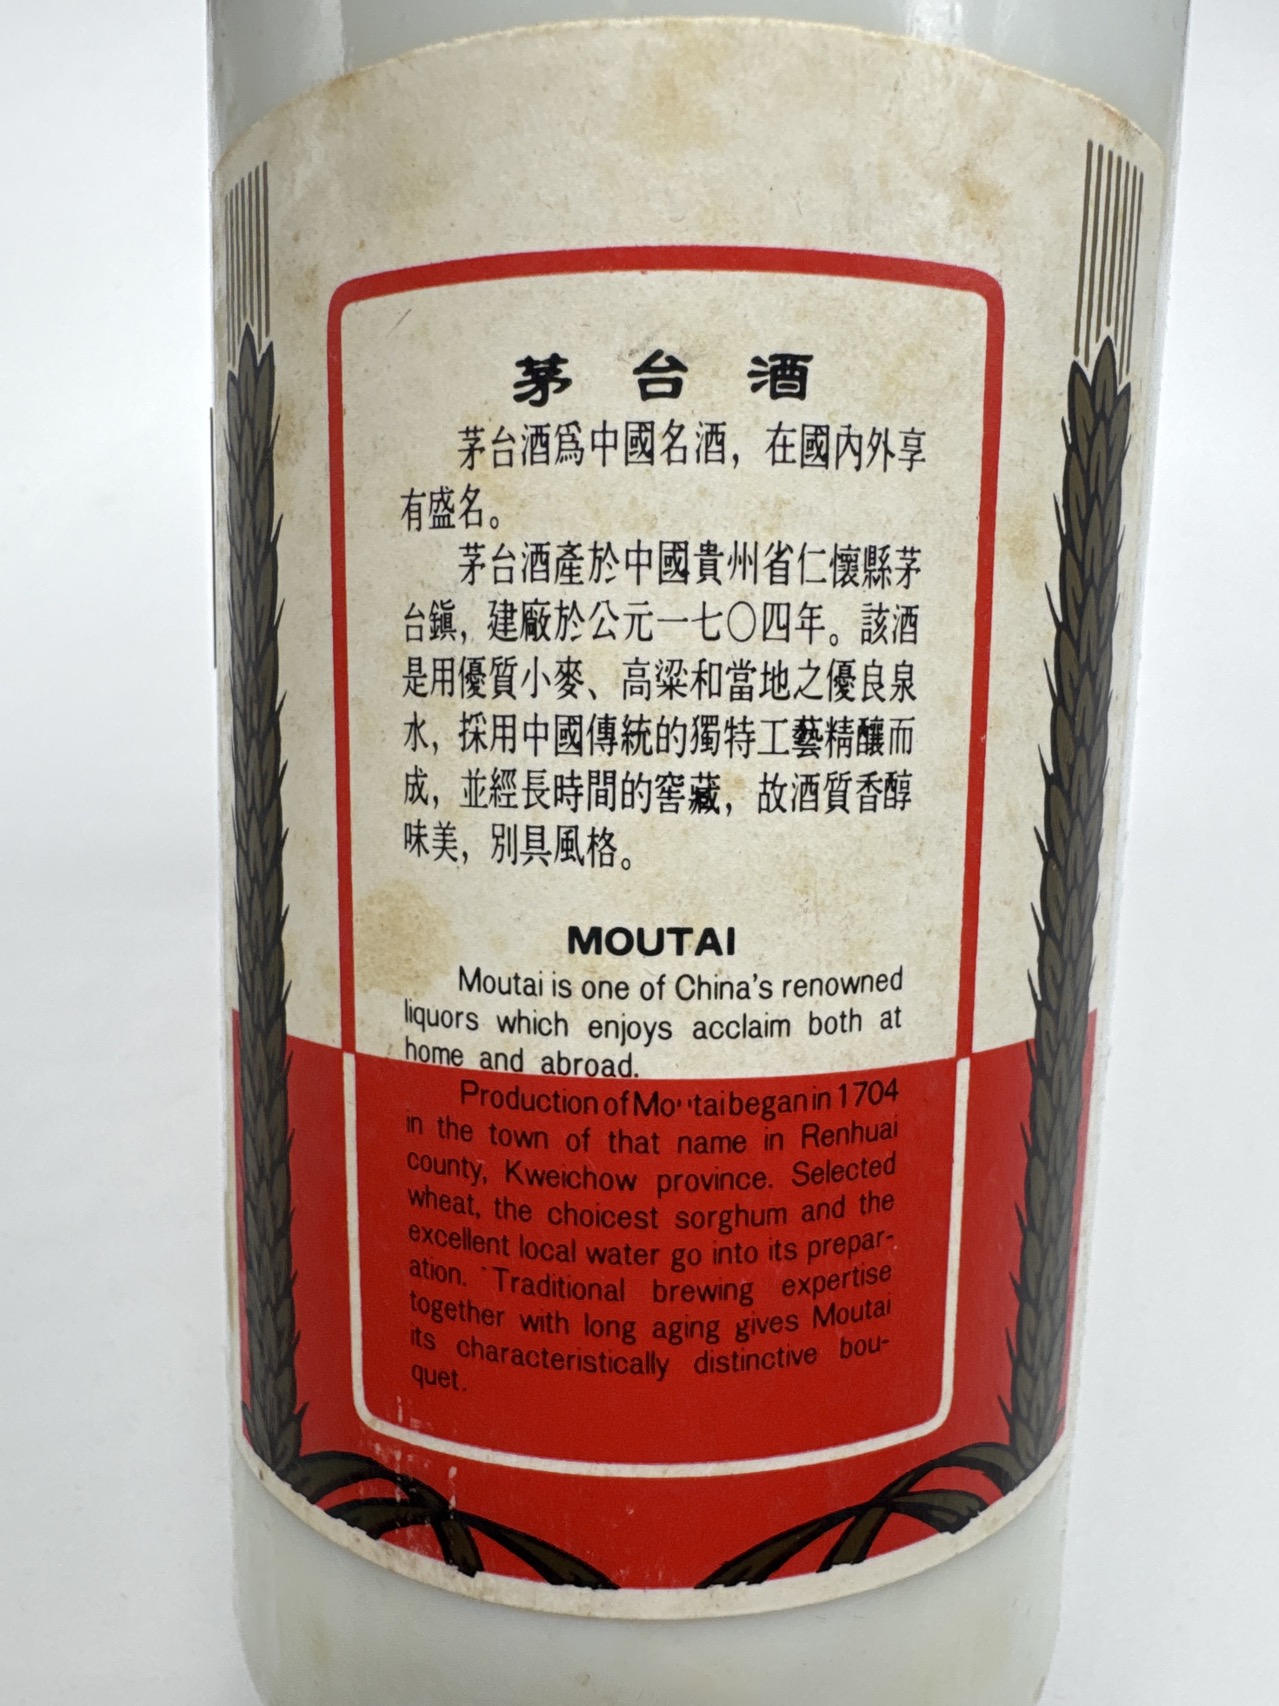 茅台酒
茅台酒爲中國名酒，在國內外享
有盛名。
茅台酒產於中國貴州省仁懷縣茅
台鎭，建廠於公元一七〇四年。該酒
是用優質小麥、高粱和當地之優良泉
水，採用中國傳統的獨特工藝精釀而
成，並經長時間的窖藏，故酒質香醇
味美，別具風格。
MOUTAI
Moutai is one of China's renowned
liquors which enjoys acclaim both at
home and abroad.
Production of Moutai began in 1704
in the town of that name in Renhuai
county, Kweichow province. Selected
wheat, the choicest sorghum and the
excellent local water go into its prepar-
ation. Traditional brewing expertise
together with long aging gives Moutai
its characteristically distinctive bou-
quet.